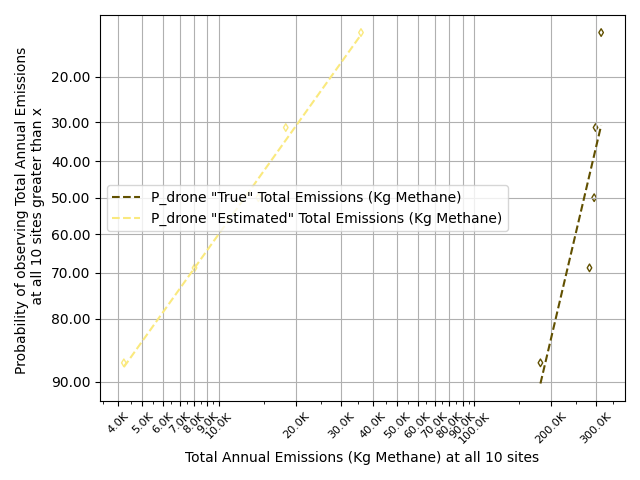 Probability of observing Total Annual Emissions
at all 10 sites greater than x
20.00
30.00
40.00
50.00
60.00
70.00
80.00
90.00
P_drone "True" Total Emissions (Kg Methane)
P_drone "Estimated" Total Emissions (Kg Methane)
4.0K
5.0K
6.0K
7.0K
8.0K
9.0K
10.0K
20.0K
30.0K
40.0K
50.0K
60.0K
70.0K
80.0K
90.0K
100.0K
200.0K
300.0K
Total Annual Emissions (Kg Methane) at all 10 sites